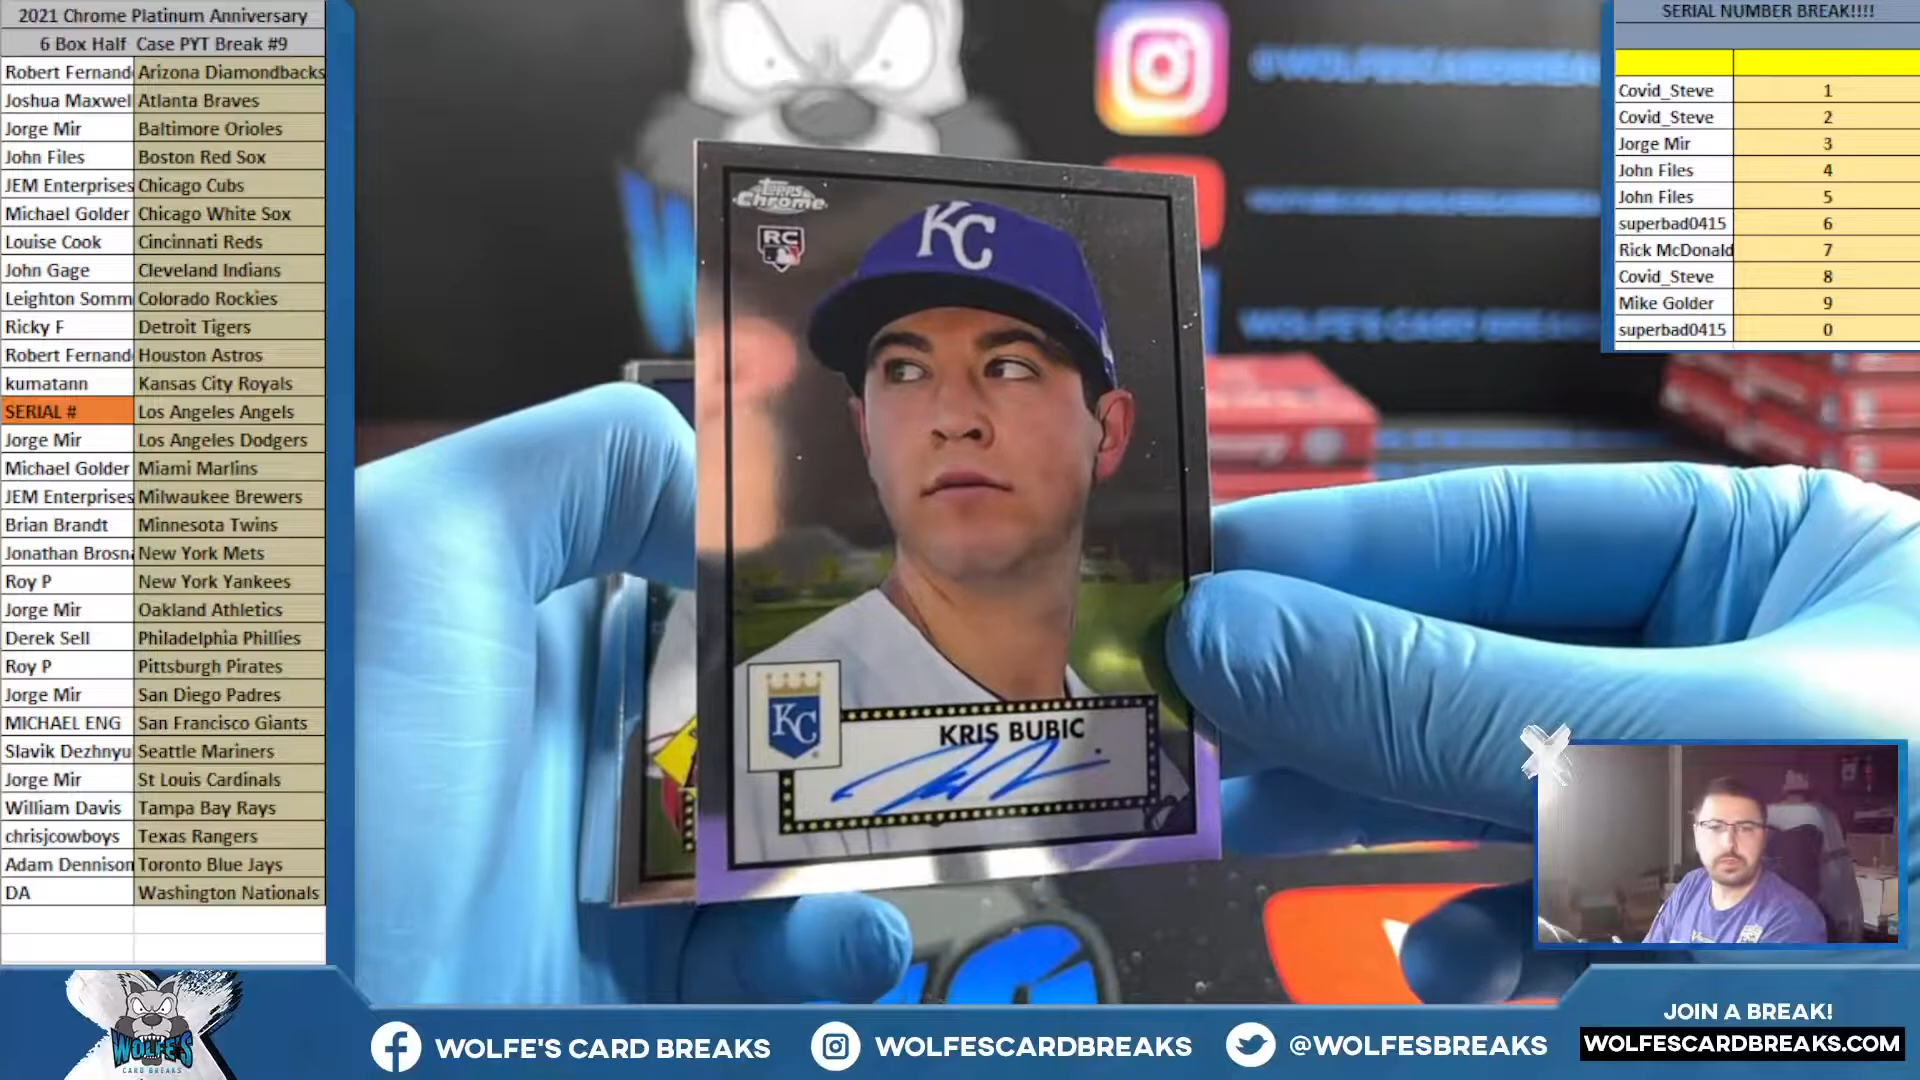 2021 Chrome Platinum Anniversary
6 Box Half Case PYT Break #9
Robert Fernand Arizona Diamondbacks
Joshua Maxwel Atlanta Braves
Jorge Mir Baltimore Orioles
John Files Boston Red Sox
JEM Enterprises Chicago Cubs
Michael Golder Chicago White Sox
Louise Cook Cincinnati Reds
John Gage Cleveland Indians
Leighton Somm Colorado Rockies
Ricky F Detroit Tigers
Robert Fernand Houston Astros
kumatann Kansas City Royals
SERIAL # Los Angeles Angels
Jorge Mir Los Angeles Dodgers
Michael Golder Miami Marlins
JEM Enterprises Milwaukee Brewers
Brian Brandt Minnesota Twins
Jonathan Brosna New York Mets
Roy P New York Yankees
Jorge Mir Oakland Athletics
Derek Sell Philadelphia Phillies
Roy P Pittsburgh Pirates
Jorge Mir San Diego Padres
MICHAEL ENG San Francisco Giants
Slavik Dezhnyu Seattle Mariners
Jorge Mir St Louis Cardinals
William Davis Tampa Bay Rays
chrisjcowboys Texas Rangers
Adam Dennison Toronto Blue Jays
DA Washington Nationals
SERIAL NUMBER BREAK!!!!
Covid_Steve 1
Covid_Steve 2
Jorge Mir 3
John Files 4
John Files 5
superbad0415 6
Rick McDonald 7
Covid_Steve 8
Mike Golder 9
superbad0415 0
WOLFE'S CARD BREAKS
Topps
Chrome
RC
KC
KC
KRIS BUBIC
WOLFE'S
CARD BREAKS
WOLFE'S CARD BREAKS
WOLFESCARDBREAKS
@WOLFESBREAKS
JOIN A BREAK!
WOLFESCARDBREAKS.COM